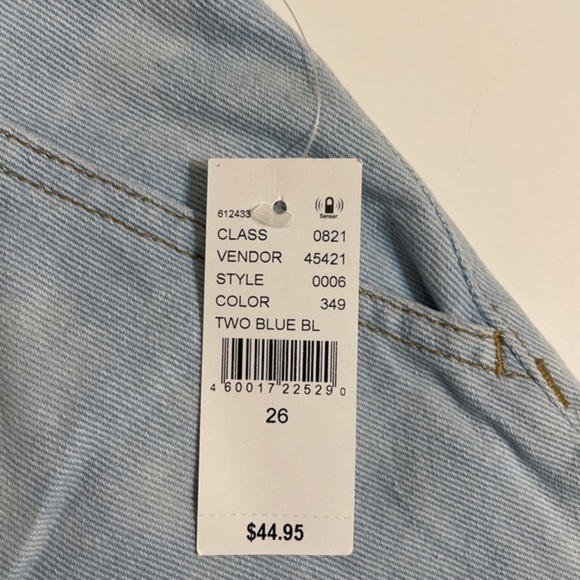 612433
Sensor
CLASS 0821
VENDOR 45421
STYLE 0006
COLOR 349
TWO BLUE BL
4 60017 22529 0
26
$44.95